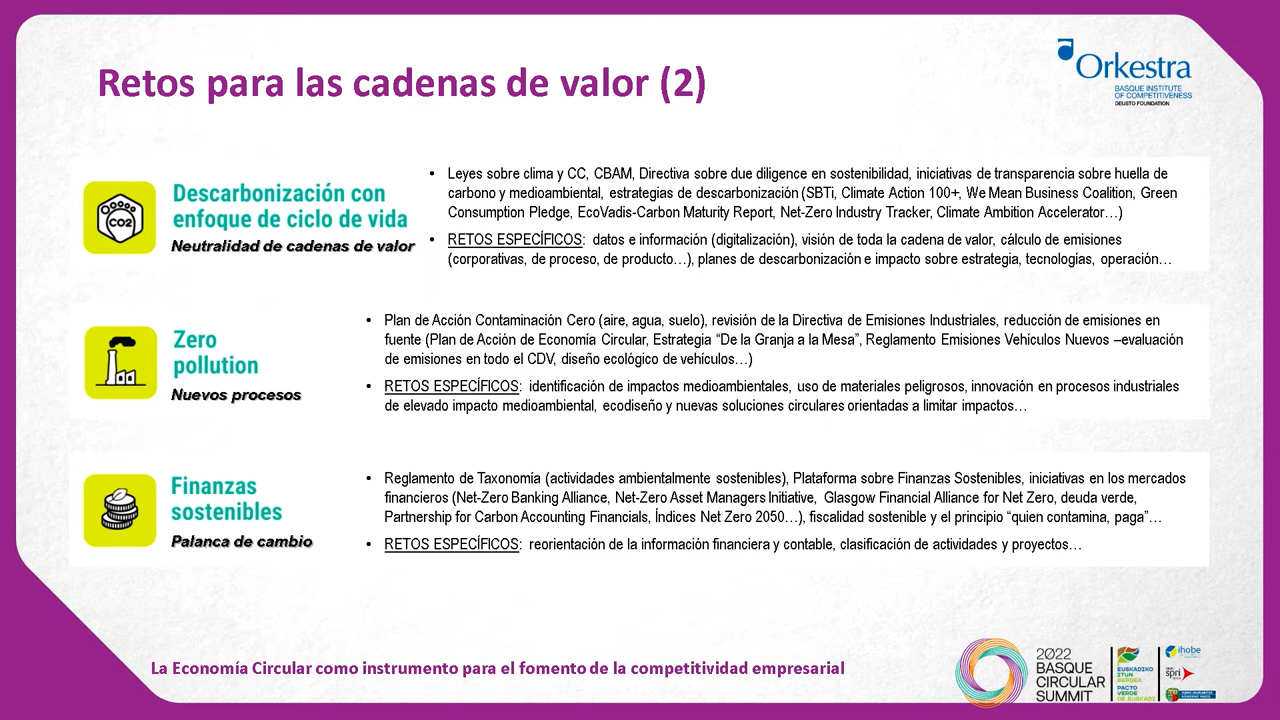 Retos para las cadenas de valor (2)
Orkestra
BASQUE INSTITUTE
OF COMPETITIVENESS
DEUSTO FOUNDATION
CO2
Descarbonización con
enfoque de ciclo de vida
Neutralidad de cadenas de valor
• Leyes sobre clima y CC, CBAM, Directiva sobre due diligence en sostenibilidad, iniciativas de transparencia sobre huella de
carbono y medioambiental, estrategias de descarbonización (SBTi, Climate Action 100+, We Mean Business Coalition, Green
Consumption Pledge, EcoVadis-Carbon Maturity Report, Net-Zero Industry Tracker, Climate Ambition Accelerator…)
• RETOS ESPECÍFICOS: datos e información (digitalización), visión de toda la cadena de valor, cálculo de emisiones
(corporativas, de proceso, de producto…), planes de descarbonización e impacto sobre estrategia, tecnologías, operación…
Zero
pollution
Nuevos procesos
• Plan de Acción Contaminación Cero (aire, agua, suelo), revisión de la Directiva de Emisiones Industriales, reducción de emisiones en
fuente (Plan de Acción de Economía Circular, Estrategia “De la Granja a la Mesa”, Reglamento Emisiones Vehículos Nuevos –evaluación
de emisiones en todo el CDV, diseño ecológico de vehículos…)
• RETOS ESPECÍFICOS: identificación de impactos medioambientales, uso de materiales peligrosos, innovación en procesos industriales
de elevado impacto medioambiental, ecodiseño y nuevas soluciones circulares orientadas a limitar impactos…
Finanzas
sostenibles
Palanca de cambio
• Reglamento de Taxonomía (actividades ambientalmente sostenibles), Plataforma sobre Finanzas Sostenibles, iniciativas en los mercados
financieros (Net-Zero Banking Alliance, Net-Zero Asset Managers Initiative, Glasgow Financial Alliance for Net Zero, deuda verde,
Partnership for Carbon Accounting Financials, Índices Net Zero 2050…), fiscalidad sostenible y el principio “quien contamina, paga”…
• RETOS ESPECÍFICOS: reorientación de la información financiera y contable, clasificación de actividades y proyectos…
La Economía Circular como instrumento para el fomento de la competitividad empresarial
2022
BASQUE
CIRCULAR
SUMMIT
EUSKADIKO
ITUN
BERDEA
PACTO
VERDE
DE EUSKADI
ihobe
spri